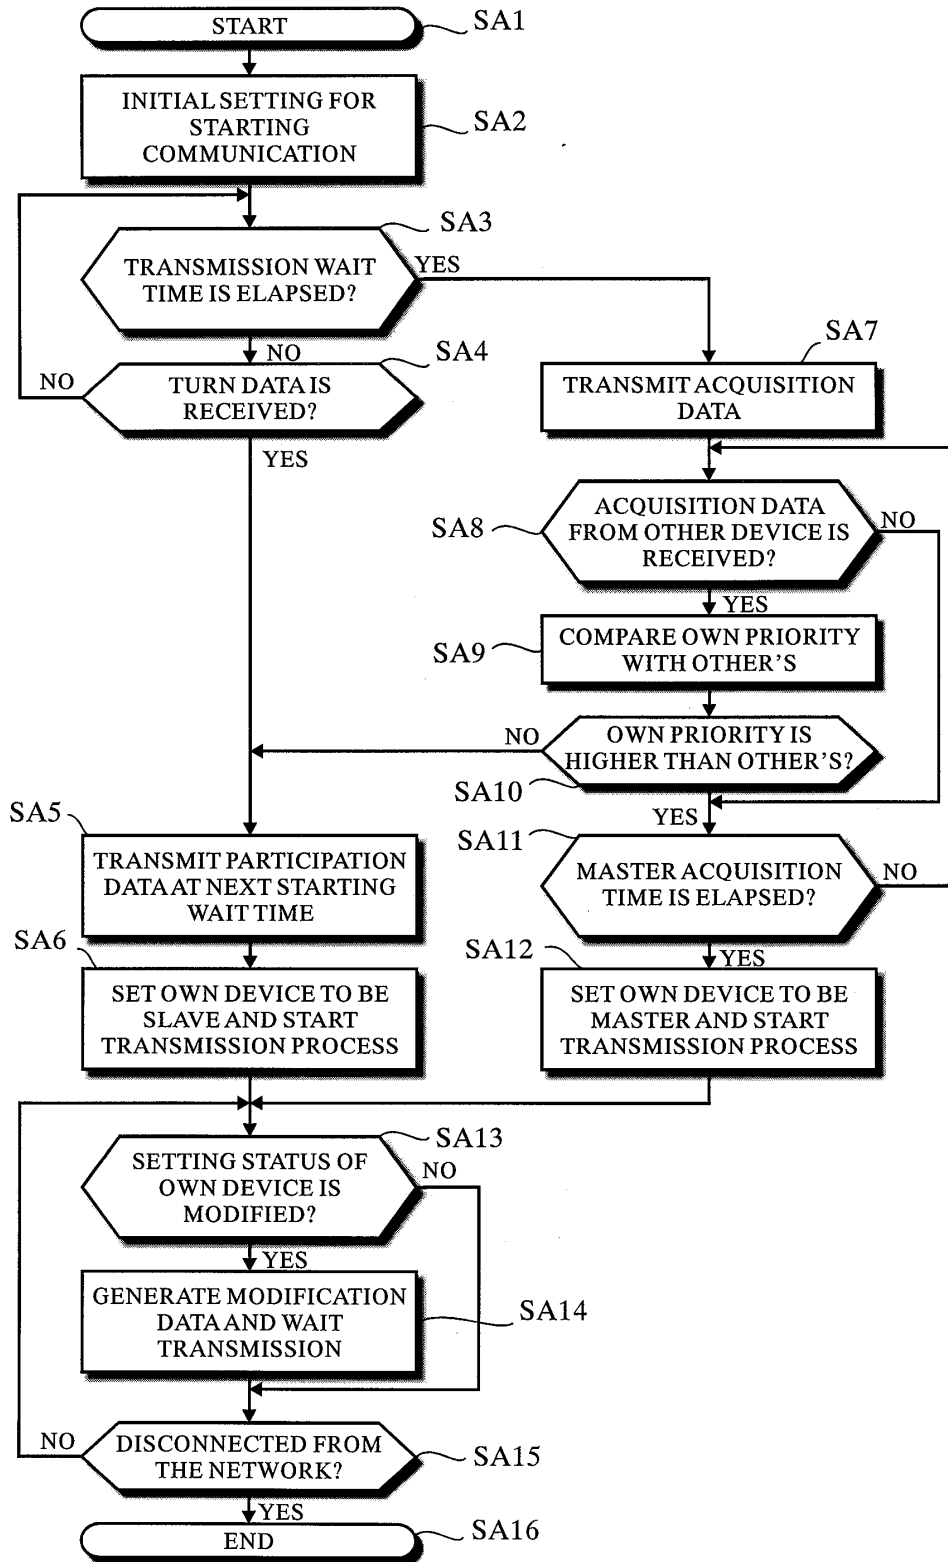 START
SA1
INITIAL SETTING FOR
STARTING
COMMUNICATION
SA2
SA3
TRANSMISSION WAIT
TIME IS ELAPSED?
YES
NO
SA4
NO
TURN DATA IS
RECEIVED?
YES
SA7
TRANSMIT ACQUISITION
DATA
SA8
ACQUISITION DATA
FROM OTHER DEVICE IS
RECEIVED?
NO
YES
SA9
COMPARE OWN PRIORITY
WITH OTHER'S
NO
OWN PRIORITY IS
HIGHER THAN OTHER'S?
SA10
YES
SA5
TRANSMIT PARTICIPATION
DATA AT NEXT STARTING
WAIT TIME
SA11
MASTER ACQUISITION
TIME IS ELAPSED?
NO
YES
SA6
SET OWN DEVICE TO BE
SLAVE AND START
TRANSMISSION PROCESS
SA12
SET OWN DEVICE TO BE
MASTER AND START
TRANSMISSION PROCESS
SA13
SETTING STATUS OF
OWN DEVICE IS
MODIFIED?
NO
YES
GENERATE MODIFICATION
DATA AND WAIT
TRANSMISSION
SA14
NO
DISCONNECTED FROM
THE NETWORK?
SA15
YES
END
SA16